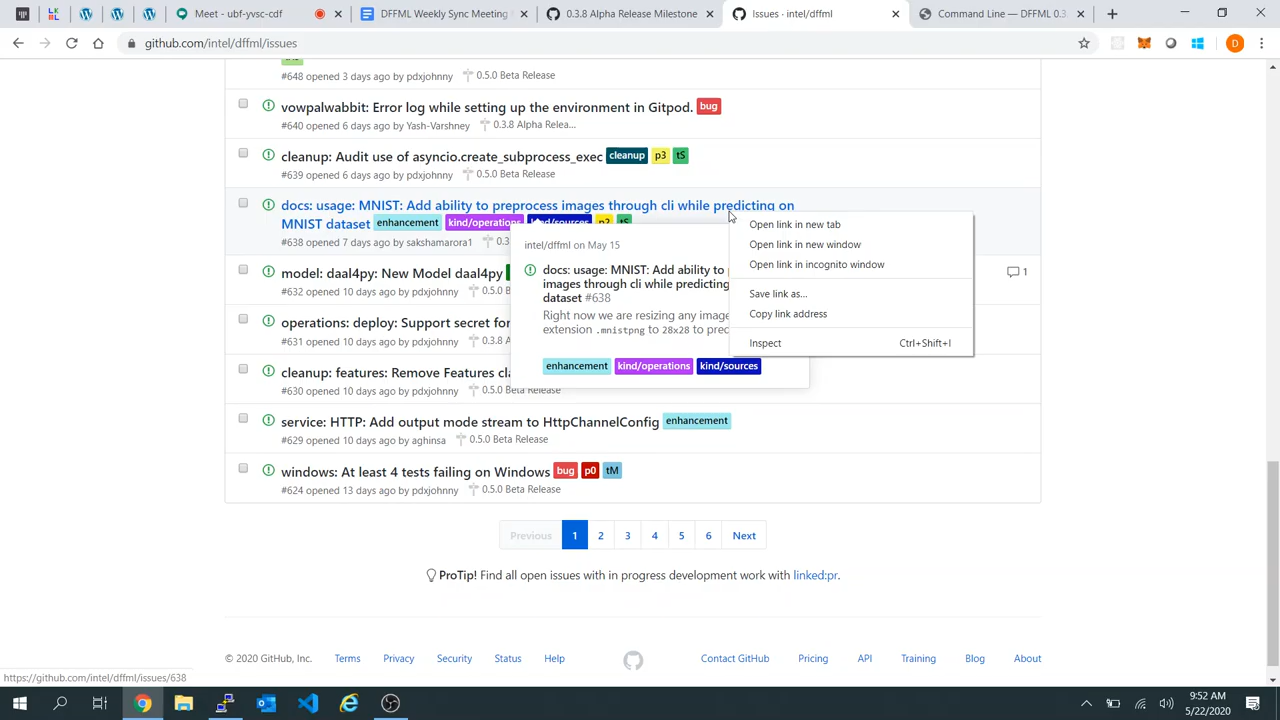 Meet - ubf-yvsc-cdf
DFFML Weekly Sync Meeting
0.3.8 Alpha Release Milestone
Issues · intel/dffml
Command Line — DFFML 0.3.
github.com/intel/dffml/issues
D
#648 opened 3 days ago by pdxjohnny 0.5.0 Beta Release
vowpalwabbit: Error log while setting up the environment in Gitpod. bug
#640 opened 6 days ago by Yash-Varshney 0.3.8 Alpha Relea...
cleanup: Audit use of asyncio.create_subprocess_exec cleanup p3 tS
#639 opened 6 days ago by pdxjohnny 0.5.0 Beta Release
docs: usage: MNIST: Add ability to preprocess images through cli while predicting on
MNIST dataset enhancement kind/operations kind/sources p2 tS
#638 opened 7 days ago by sakshamarora1 0.3
Open link in new tab
Open link in new window
Open link in incognito window
Save link as...
Copy link address
Inspect Ctrl+Shift+I
intel/dffml on May 15
docs: usage: MNIST: Add ability to
images through cli while predicting
dataset #638
Right now we are resizing any image
extension .mnistpng to 28x28 to
enhancement kind/operations kind/sources
model: daal4py: New Model daal4py 1
#632 opened 10 days ago by pdxjohnny 0.5.
operations: deploy: Support secret for
#631 opened 10 days ago by pdxjohnny 0.3.8 A
cleanup: features: Remove Features
#630 opened 10 days ago by pdxjohnny 0.5.0 Beta Release
service: HTTP: Add output mode stream to HttpChannelConfig enhancement
#629 opened 10 days ago by aghinsa 0.5.0 Beta Release
windows: At least 4 tests failing on Windows bug p0 tM
#624 opened 13 days ago by pdxjohnny 0.5.0 Beta Release
Previous 1 2 3 4 5 6 Next
ProTip! Find all open issues with in progress development work with linked:pr.
© 2020 GitHub, Inc. Terms Privacy Security Status Help Contact GitHub Pricing API Training Blog About
https://github.com/intel/dffml/issues/638
9:52 AM
5/22/2020